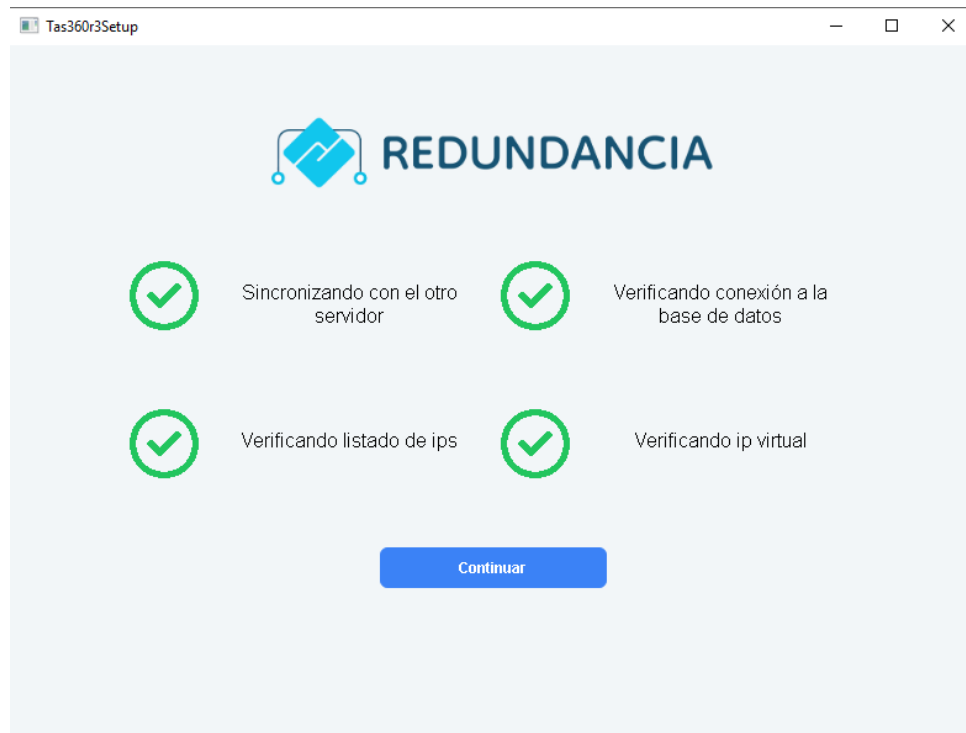 Tas360r3Setup
REDUNDANCIA
Sincronizando con el otro
servidor
Verificando conexión a la
base de datos
Verificando listado de ips
Verificando ip virtual
Continuar